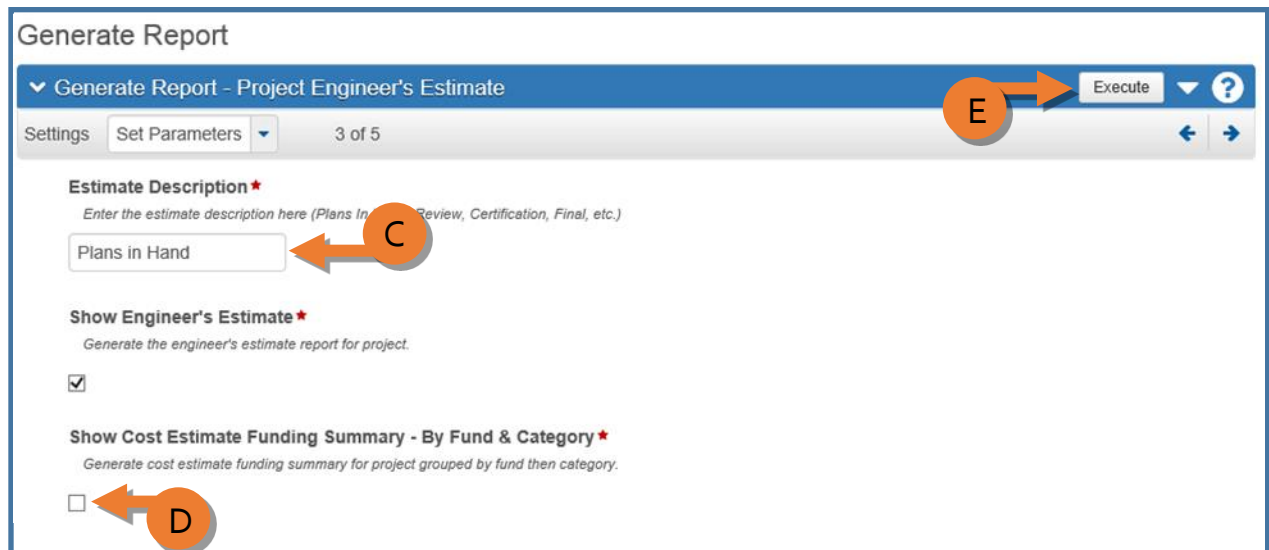 Generate Report
Generate Report - Project Engineer's Estimate
E
Execute
?
Settings Set Parameters 3 of 5
Estimate Description★
Enter the estimate description here (Plans In Review, Certification, Final, etc.)
C
Plans in Hand
Show Engineer's Estimate★
Generate the engineer's estimate report for project.
Show Cost Estimate Funding Summary - By Fund & Category★
Generate cost estimate funding summary for project grouped by fund then category.
D